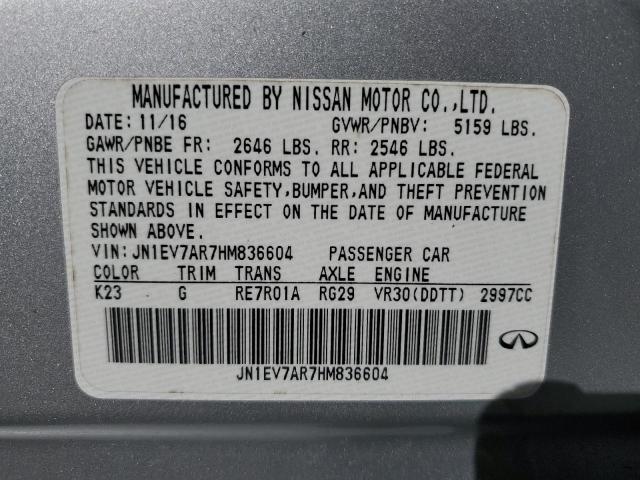 MANUFACTURED BY NISSAN MOTOR CO.,LTD.
DATE: 11/16 GVWR/PNBV: 5159 LBS.
GAWR/PNBE FR: 2646 LBS. RR: 2546 LBS.
THIS VEHICLE CONFORMS TO ALL APPLICABLE FEDERAL
MOTOR VEHICLE SAFETY,BUMPER,AND THEFT PREVENTION
STANDARDS IN EFFECT ON THE DATE OF MANUFACTURE
SHOWN ABOVE.
VIN: JN1EV7AR7HM836604 PASSENGER CAR
COLOR TRIM TRANS AXLE ENGINE
K23 G RE7R01A RG29 VR30(DDTT) 2997CC
JN1EV7AR7HM836604